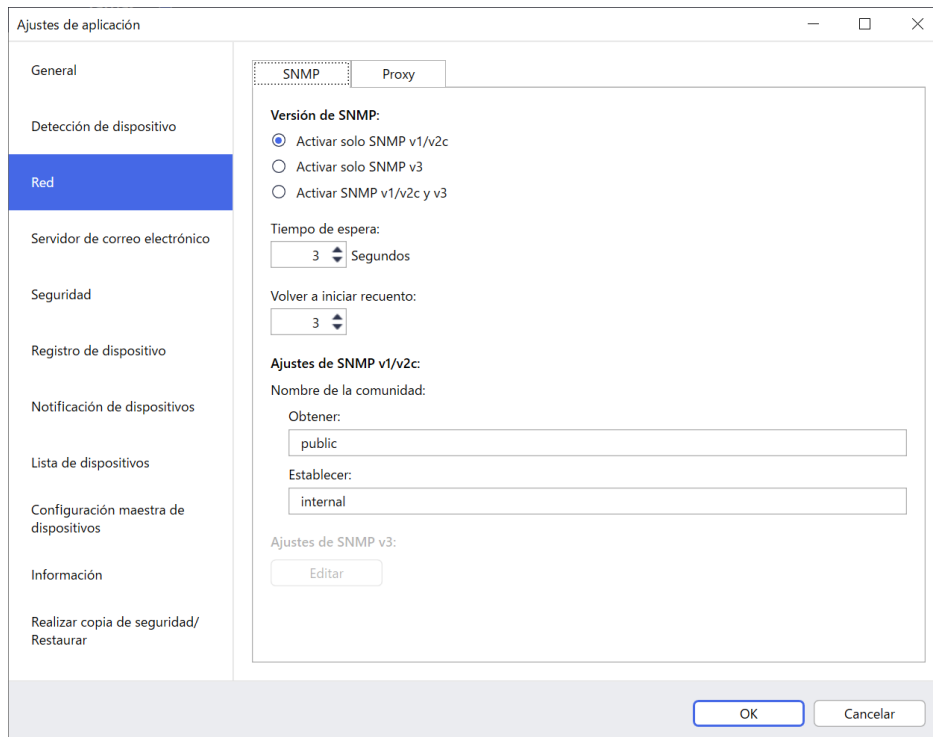 Ajustes de aplicación
General
Detección de dispositivo
Red
Servidor de correo electrónico
Seguridad
Registro de dispositivo
Notificación de dispositivos
Lista de dispositivos
Configuración maestra de
dispositivos
Información
Realizar copia de seguridad/
Restaurar
SNMP
Proxy
Versión de SNMP:
Activar solo SNMP v1/v2c
Activar solo SNMP v3
Activar SNMP v1/v2c y v3
Tiempo de espera:
3 Segundos
Volver a iniciar recuento:
3
Ajustes de SNMP v1/v2c:
Nombre de la comunidad:
Obtener:
public
Establecer:
internal
Ajustes de SNMP v3:
Editar
OK
Cancelar